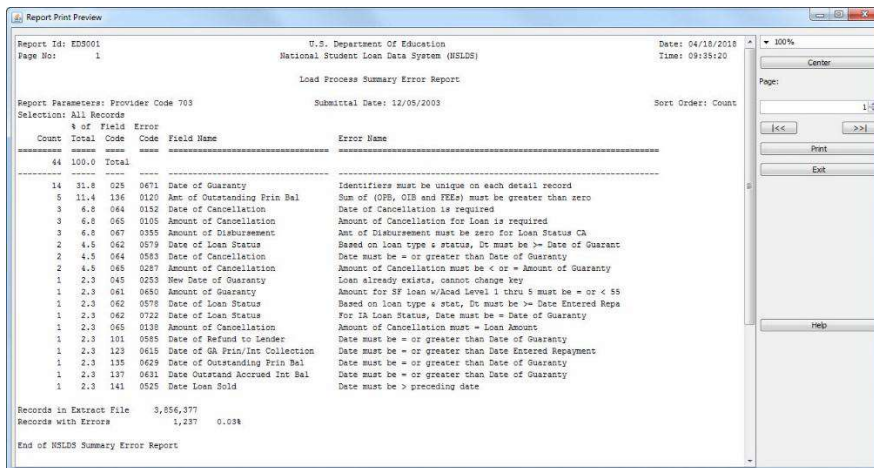 Report Print Preview
Report Id: EDS001 U.S. Department Of Education Date: 04/18/2018
Page No: 1 National Student Loan Data System (NSLDS) Time: 09:35:20
Load Process Summary Error Report
Report Parameters: Provider Code 703 Submittal Date: 12/05/2003 Sort Order: Count
Selection: All Records
% of Field Error
Count Total Code Code Field Name Error Name
44 100.0 Total
14 31.8 025 0671 Date of Guaranty Identifiers must be unique on each detail record
5 11.4 136 0120 Amt of Outstanding Prin Bal Sum of (OPB, OIB and FEEs) must be greater than zero
3 6.8 064 0152 Date of Cancellation Date of Cancellation is required
3 6.8 065 0105 Amount of Cancellation Amount of Cancellation for Loan is required
3 6.8 067 0355 Amount of Disbursement Amt of Disbursement must be zero for Loan Status CA
2 4.5 062 0579 Date of Loan Status Based on loan type & status, Dt must be >= Date of Guarant
2 4.5 064 0583 Date of Cancellation Date must be = or greater than Date of Guaranty
2 4.5 065 0287 Amount of Cancellation Amount of Cancellation must be < or = Amount of Guaranty
1 2.3 045 0253 New Date of Guaranty Loan already exists, cannot change key
1 2.3 061 0650 Amount of Guaranty Amount for SF loan w/Acad Level 1 thru 5 must be = or < 55
1 2.3 062 0578 Date of Loan Status Based on loan type & stat, Dt must be >= Date Entered Repa
1 2.3 062 0722 Date of Loan Status For IA Loan Status, Date must be = Date of Guaranty
1 2.3 065 0138 Amount of Cancellation Amount of Cancellation must = Loan Amount
1 2.3 101 0585 Date of Refund to Lender Date must be = or greater than Date of Guaranty
1 2.3 123 0615 Date of GA Prin/Int Collection Date must be = or greater than Date Entered Repayment
1 2.3 135 0629 Date of Outstanding Prin Bal Date must be = or greater than Date of Guaranty
1 2.3 137 0631 Date Outstand Accrued Int Bal Date must be = or greater than Date of Guaranty
1 2.3 141 0525 Date Loan Sold Date must be > preceding date
Records in Extract File 3,856,377
Records with Errors 1,237 0.03%
End of NSLDS Summary Error Report
100%
Center
Page:
1
|<<
>>|
Print
Exit
Help